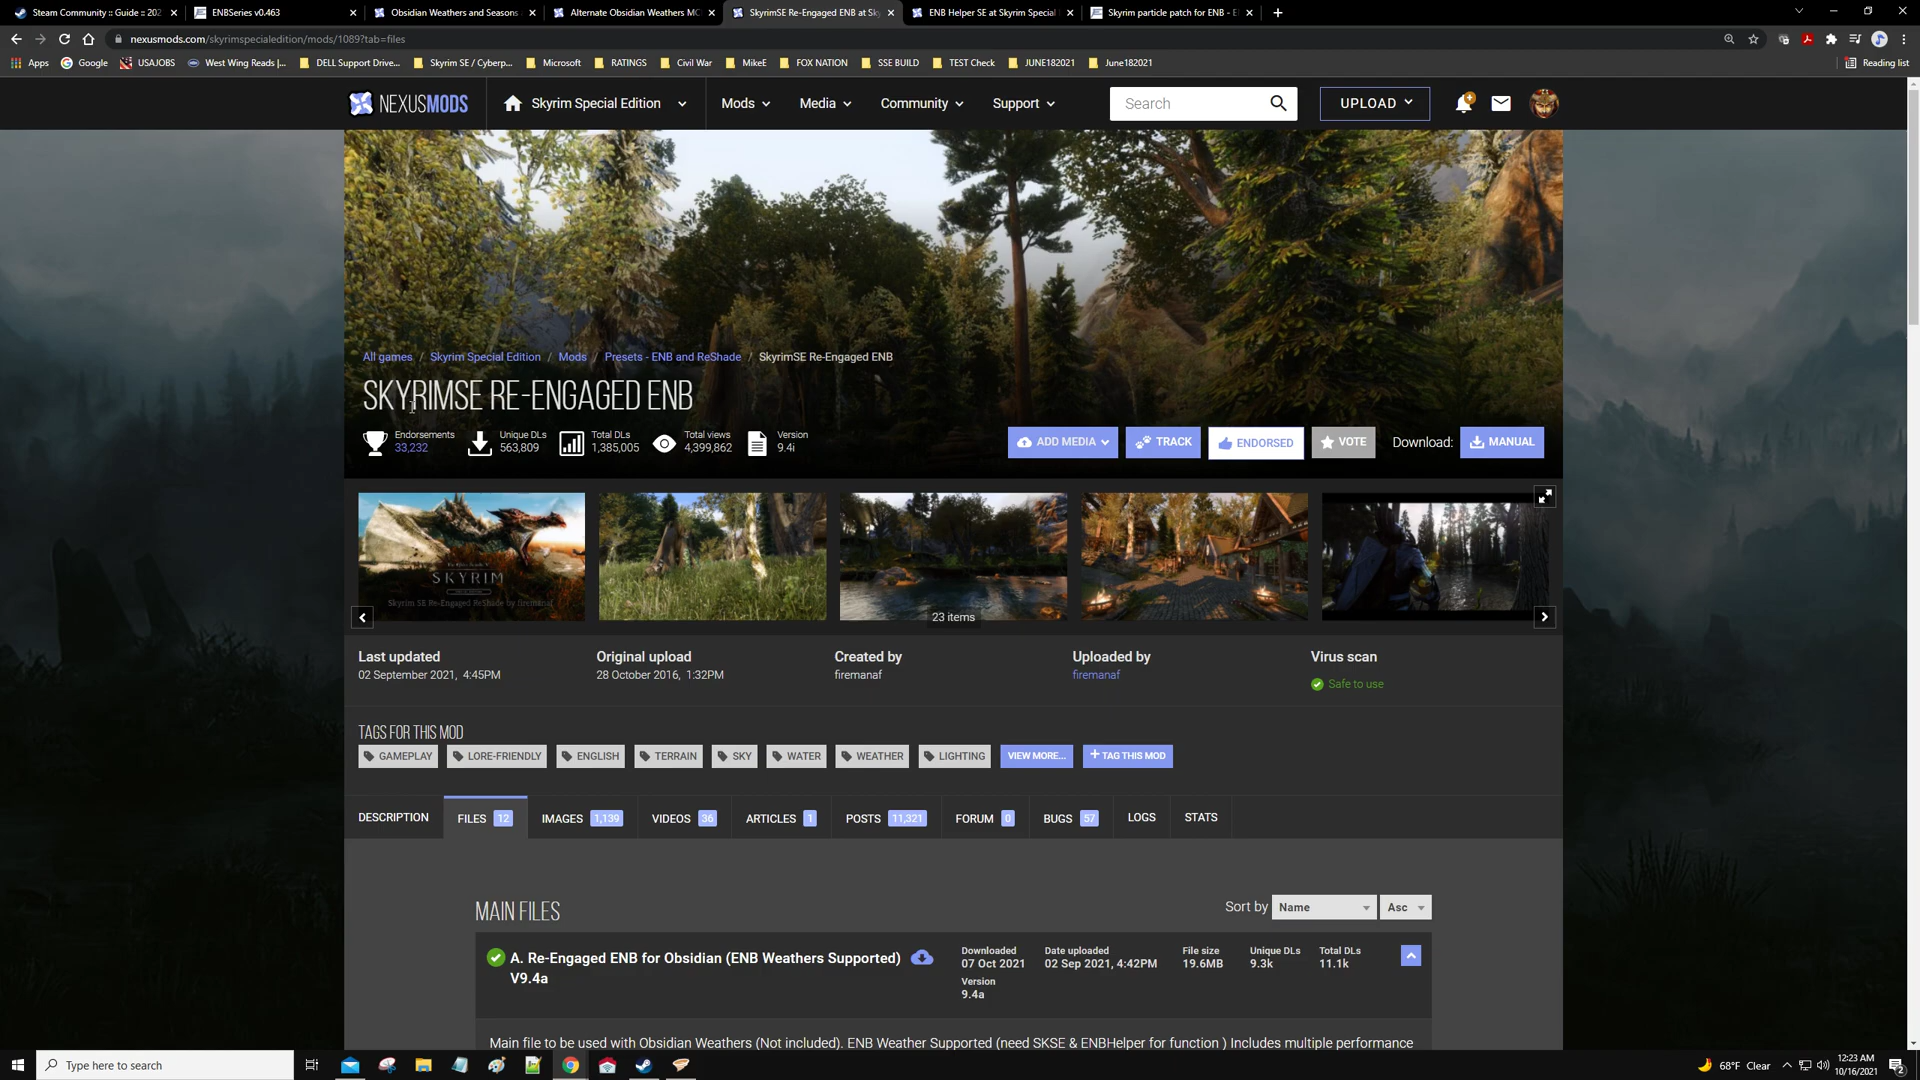 Steam Community :: Guide :: 202
ENBSeries v0.463
Obsidian Weathers and Seasons
Alternate Obsidian Weathers MC
SkyrimSE Re-Engaged ENB at Sk
ENB Helper SE at Skyrim Special
Skyrim particle patch for ENB - E
nexusmods.com/skyrimspecialedition/mods/1089?tab=files
Apps
Google
USAJOBS
West Wing Reads |...
DELL Support Drive...
Skyrim SE / Cyberp...
Microsoft
RATINGS
Civil War
MikeE
FOX NATION
SSE BUILD
TEST Check
JUNE182021
June182021
Reading list
NEXUSMODS
Skyrim Special Edition
Mods
Media
Community
Support
Search
UPLOAD
All games / Skyrim Special Edition / Mods / Presets - ENB and ReShade / SkyrimSE Re-Engaged ENB
SKYRIMSE RE-ENGAGED ENB
Endorsements
33,232
Unique DLs
563,809
Total DLs
1,385,005
Total views
4,399,862
Version
9.4i
ADD MEDIA
TRACK
ENDORSED
VOTE
Download:
MANUAL
SKYRIM
Skyrim SE Re-Engaged ReShade by firemanaf
23 items
Last updated
02 September 2021, 4:45PM
Original upload
28 October 2016, 1:32PM
Created by
firemanaf
Uploaded by
firemanaf
Virus scan
Safe to use
TAGS FOR THIS MOD
GAMEPLAY
LORE-FRIENDLY
ENGLISH
TERRAIN
SKY
WATER
WEATHER
LIGHTING
VIEW MORE...
+ TAG THIS MOD
DESCRIPTION
FILES 12
IMAGES 1,139
VIDEOS 36
ARTICLES 1
POSTS 11,321
FORUM 0
BUGS 57
LOGS
STATS
MAIN FILES
Sort by
Name
Asc
A. Re-Engaged ENB for Obsidian (ENB Weathers Supported)
V9.4a
Downloaded
07 Oct 2021
Date uploaded
02 Sep 2021, 4:42PM
File size
19.6MB
Unique DLs
9.3k
Total DLs
11.1k
Version
9.4a
Main file to be used with Obsidian Weathers (Not included). ENB Weather Supported (need SKSE & ENBHelper for function ) Includes multiple performance
Type here to search
68°F Clear
12:23 AM
10/16/2021
2